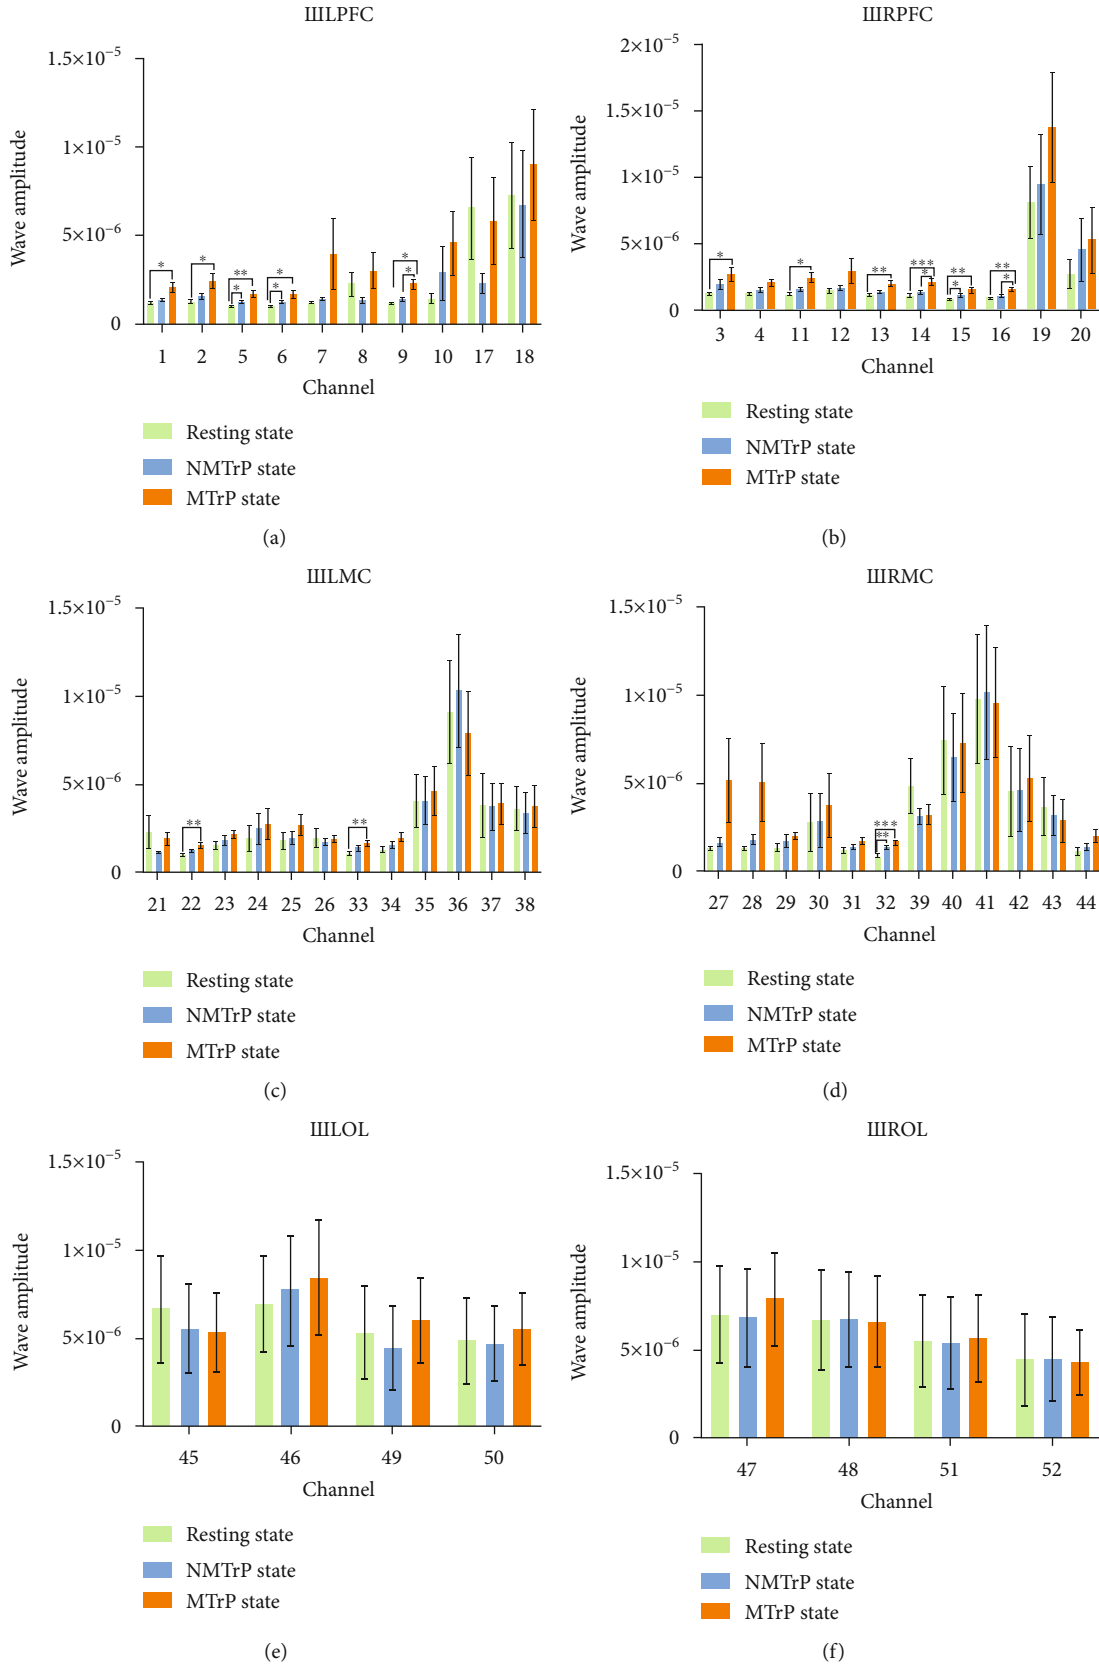 ШLPFC
1.5×10⁻⁵
1×10⁻⁵
5×10⁻⁶
0
Wave amplitude
* * ** * * * * *
1 2 5 6 7 8 9 10 17 18
Channel
Resting state
NMTrP state
MTrP state
(a)
ШRPFC
2×10⁻⁵
1.5×10⁻⁵
1×10⁻⁵
5×10⁻⁶
0
Wave amplitude
* * ** *** * ** * ** *
3 4 11 12 13 14 15 16 19 20
Channel
Resting state
NMTrP state
MTrP state
(b)
ШLMC
1.5×10⁻⁵
1×10⁻⁵
5×10⁻⁶
0
Wave amplitude
** **
21 22 23 24 25 26 33 34 35 36 37 38
Channel
Resting state
NMTrP state
MTrP state
(c)
ШRMC
1.5×10⁻⁵
1×10⁻⁵
5×10⁻⁶
0
Wave amplitude
*** **
27 28 29 30 31 32 39 40 41 42 43 44
Channel
Resting state
NMTrP state
MTrP state
(d)
ШLOL
1.5×10⁻⁵
1×10⁻⁵
5×10⁻⁶
0
Wave amplitude
45 46 49 50
Channel
Resting state
NMTrP state
MTrP state
(e)
ШROL
1.5×10⁻⁵
1×10⁻⁵
5×10⁻⁶
0
Wave amplitude
47 48 51 52
Channel
Resting state
NMTrP state
MTrP state
(f)